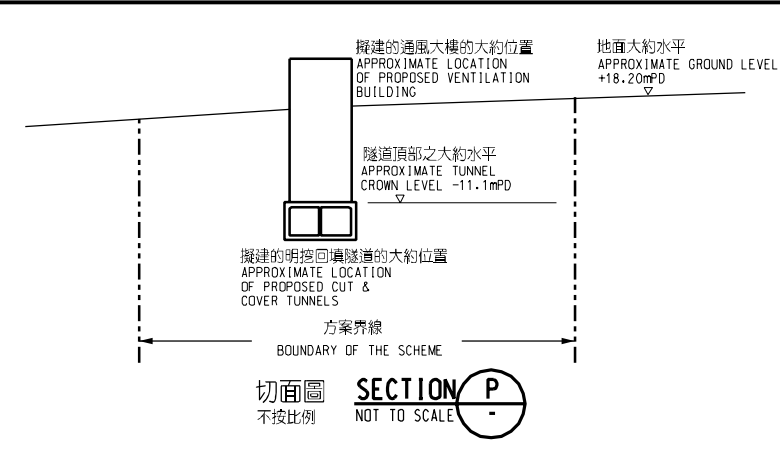 擬建的通風大樓的大約位置
APPROXIMATE LOCATION
OF PROPOSED VENTILATION
BUILDING
地面大約水平
APPROXIMATE GROUND LEVEL
+18.20mPD
隧道頂部之大約水平
APPROXIMATE TUNNEL
CROWN LEVEL -11.1mPD
擬建的明挖回填隧道的大約位置
APPROXIMATE LOCATION
OF PROPOSED CUT &
COVER TUNNELS
方案界線
BOUNDARY OF THE SCHEME
切面圖 SECTION P
不按比例 NOT TO SCALE -